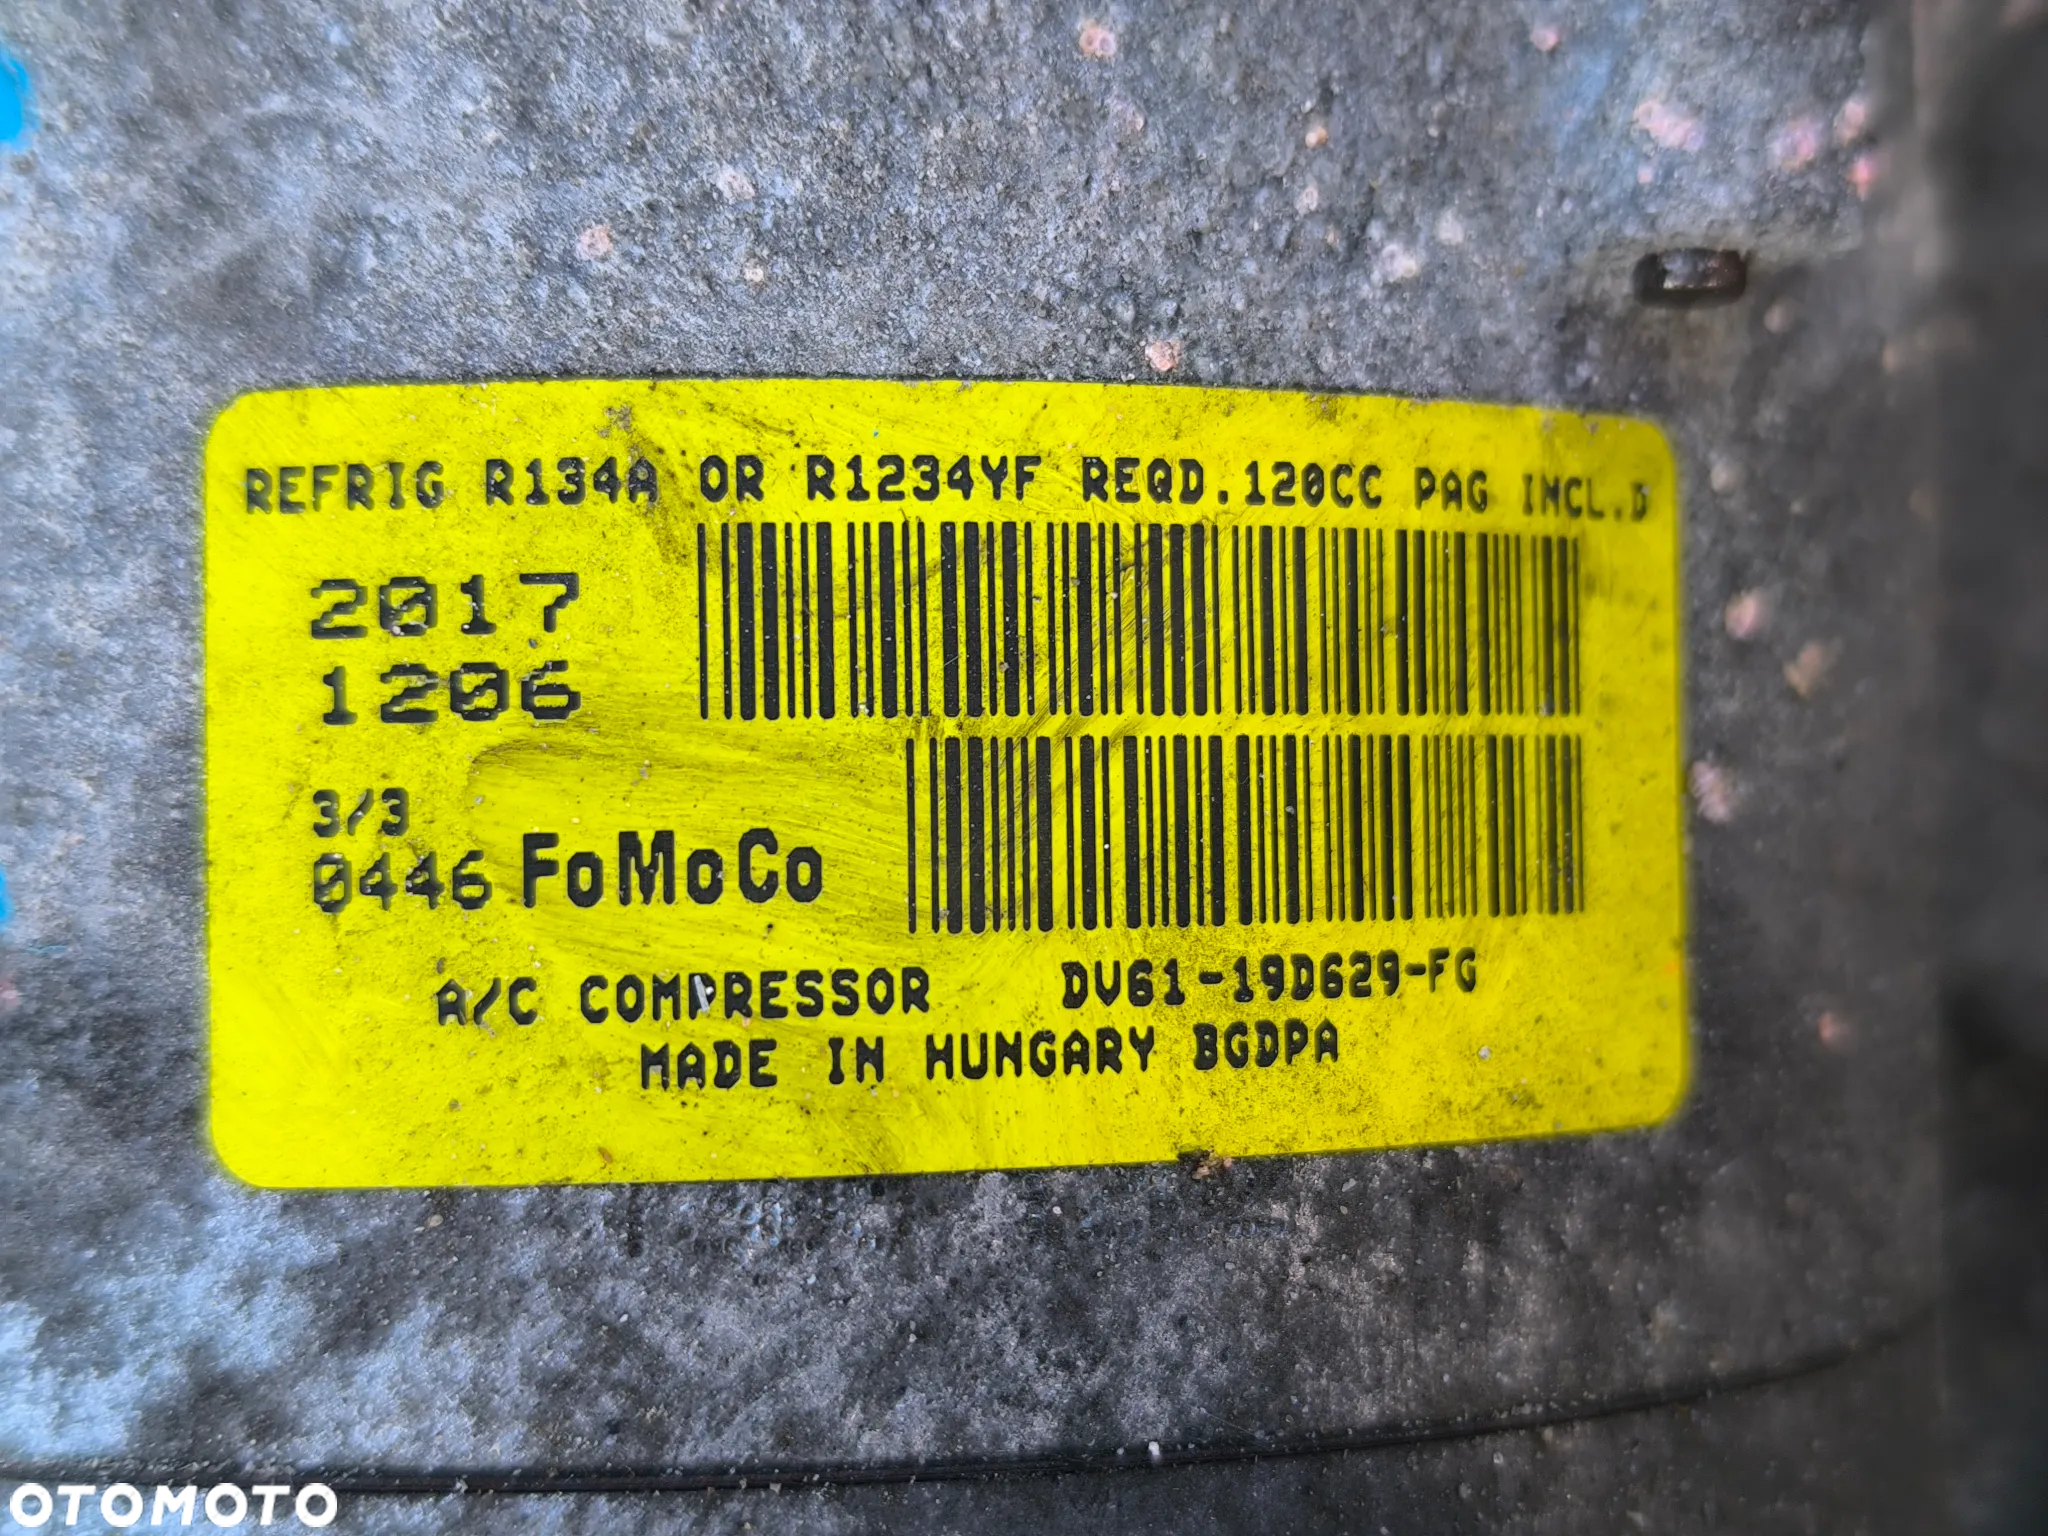 REFRIG R134A OR R1234YF REQD.120CC PAG INCL.D
2017
1206
3/3
0446 FoMoCo
A/C COMPRESSOR DV61-19D629-FG
MADE IN HUNGARY BGDPA
OTOMOTO